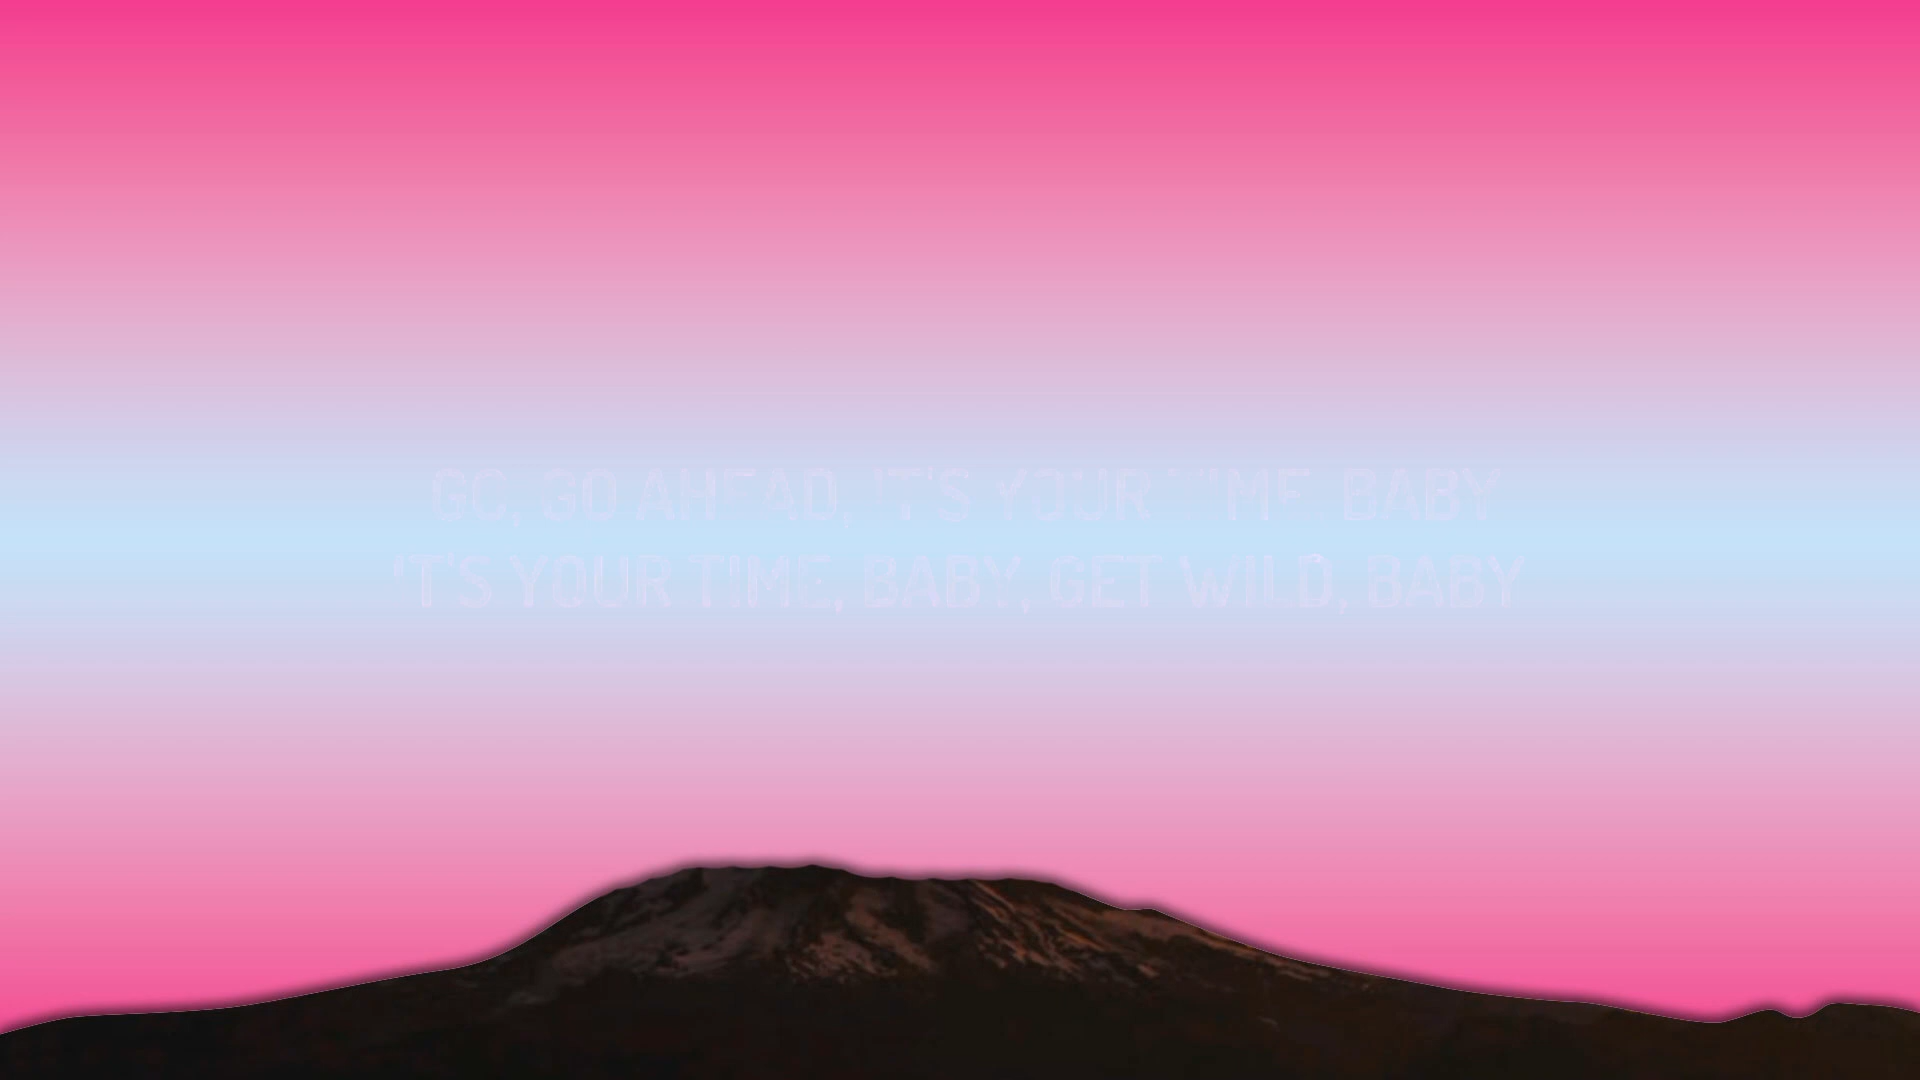 GO, GO AHEAD, IT'S YOUR TIME, BABY
IT'S YOUR TIME, BABY, GET WILD, BABY